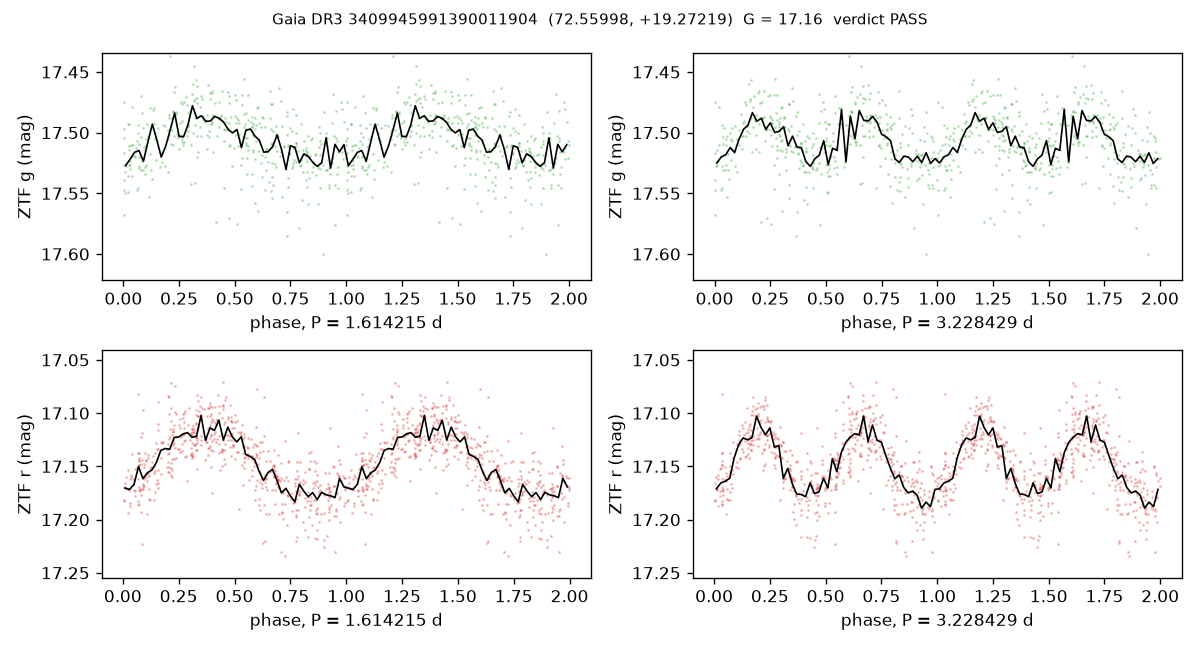 Gaia DR3 3409945991390011904 (72.55998, +19.27219) G = 17.16 verdict PASS
ZTF g (mag)
17.45
17.50
17.55
17.60
0.00 0.25 0.50 0.75 1.00 1.25 1.50 1.75 2.00
phase, P = 1.614215 d
ZTF g (mag)
17.45
17.50
17.55
17.60
0.00 0.25 0.50 0.75 1.00 1.25 1.50 1.75 2.00
phase, P = 3.228429 d
ZTF r (mag)
17.05
17.10
17.15
17.20
17.25
0.00 0.25 0.50 0.75 1.00 1.25 1.50 1.75 2.00
phase, P = 1.614215 d
ZTF r (mag)
17.05
17.10
17.15
17.20
17.25
0.00 0.25 0.50 0.75 1.00 1.25 1.50 1.75 2.00
phase, P = 3.228429 d